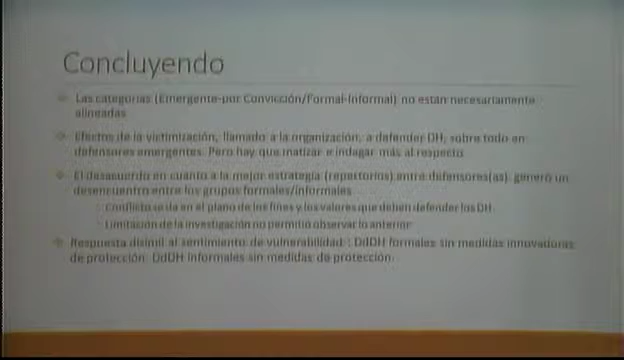 Concluyendo
Las categorías (Emergente-por Convicción/Formal-Informal) no están necesariamente
alineadas
Efectos de la victimización, llamado a la organización, a defender DH, sobre todo en
defensores emergentes. Pero hay que matizar e indagar más al respecto
El desacuerdo en cuanto a la mejor estrategia (repertorios) entre defensores(as) generó un
desencuentro entre los grupos formales/informales
Conflicto se da en el plano de los fines y los valores que deben defender los DH
Limitación de la investigación no permitió observar lo anterior
Respuesta disímil al sentimiento de vulnerabilidad : DdDH formales sin medidas innovadoras
de protección. DdDH Informales sin medidas de protección.